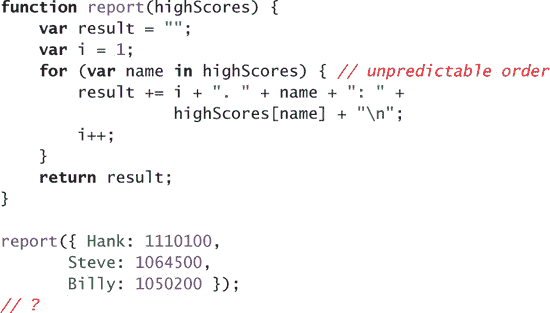 function report(highScores) {
    var result = "";
    var i = 1;
    for (var name in highScores) { // unpredictable order
        result += i + ". " + name + ": " +
                  highScores[name] + "\n";
        i++;
    }
    return result;
}

report({ Hank: 1110100,
         Steve: 1064500,
         Billy: 1050200 });
// ?